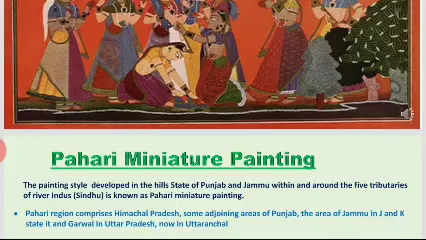 Pahari Miniature Painting
The painting style developed in the hills State of Punjab and Jammu within and around the five tributaries
of river Indus (Sindhu) is known as Pahari miniature painting.
• Pahari region comprises Himachal Pradesh, some adjoining areas of Punjab, the area of Jammu in J and K
state it and Garwal in Uttar Pradesh, now in Uttaranchal